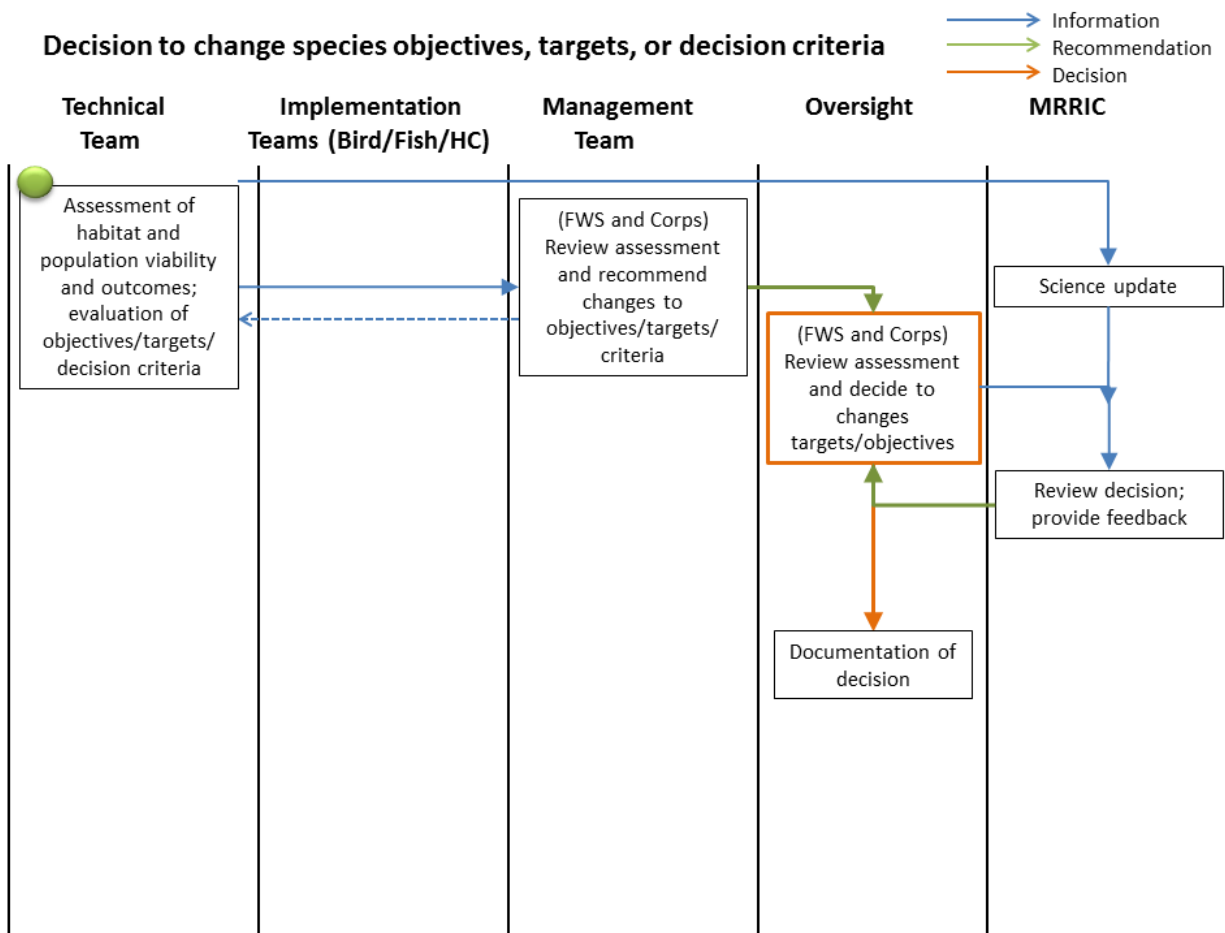 Decision to change species objectives, targets, or decision criteria
Information
Recommendation
Decision
Technical
Team
Implementation
Teams (Bird/Fish/HC)
Management
Team
Oversight
MRRIC
Assessment of
habitat and
population viability
and outcomes;
evaluation of
objectives/targets/
decision criteria
(FWS and Corps)
Review assessment
and recommend
changes to
objectives/targets/
criteria
(FWS and Corps)
Review assessment
and decide to
changes
targets/objectives
Science update
Review decision;
provide feedback
Documentation of
decision